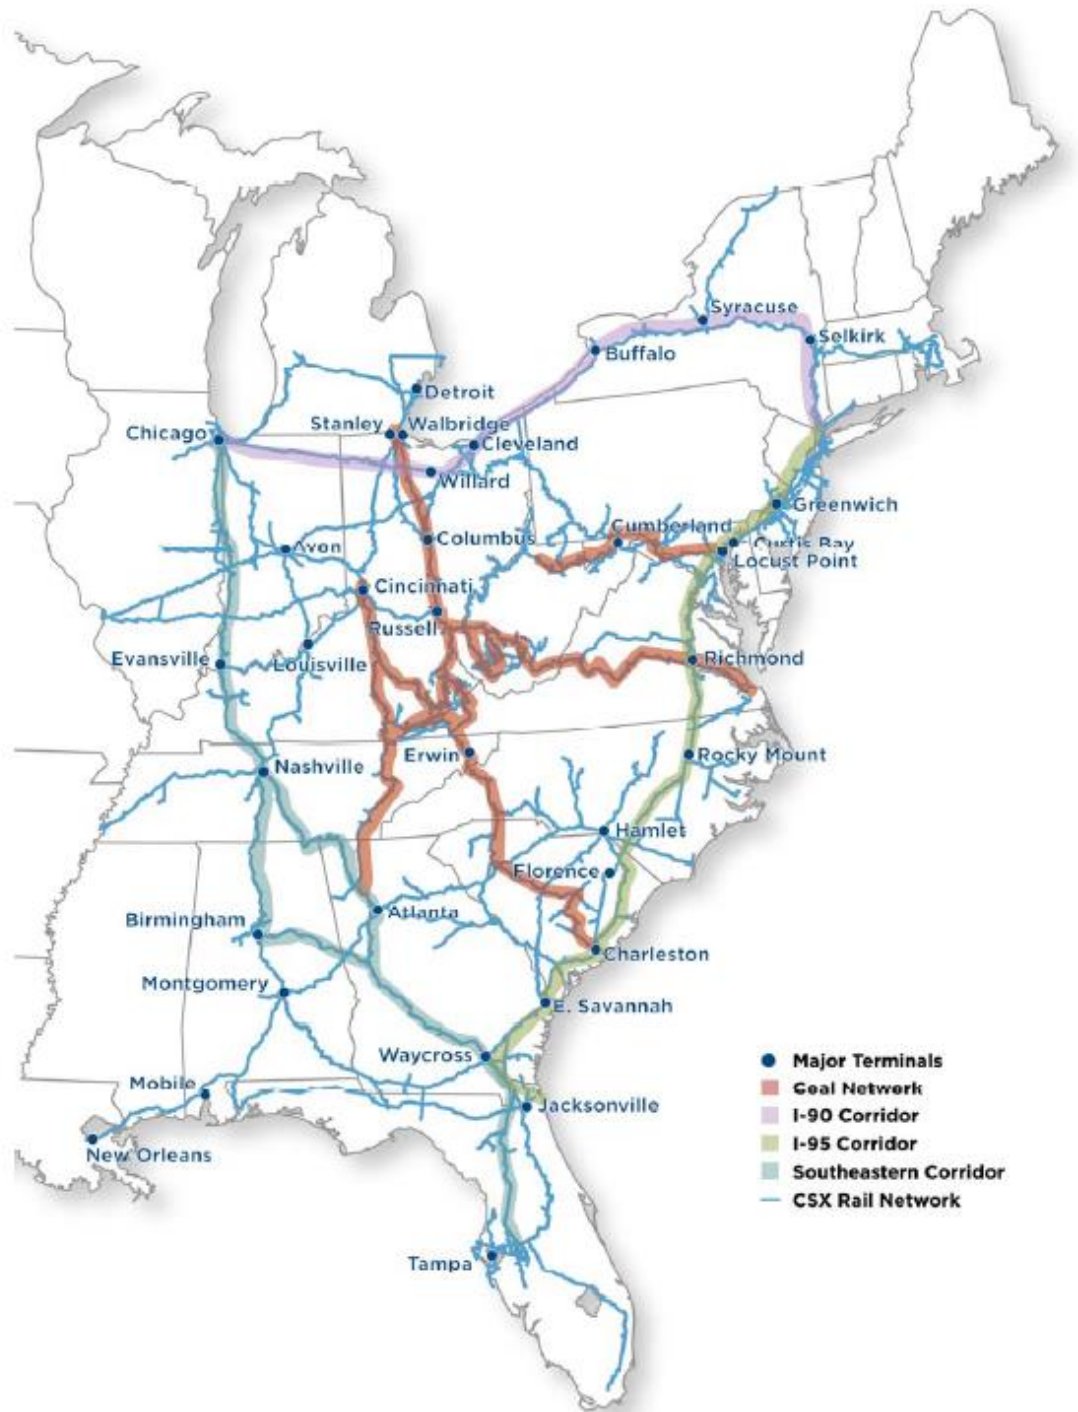 Syracuse
Selkirk
Buffalo
Detroit
Stanley
Walbridge
Chicago
Cleveland
Willard
Greenwich
Cumberland
Columbus
Avon
Curtis Bay
Locust Point
Cincinnati
Russell
Evansville
Louisville
Richmond
Erwin
Rocky Mount
Nashville
Hamlet
Florence
Atlanta
Birmingham
Charleston
Montgomery
E. Savannah
Waycross
Mobile
Jacksonville
New Orleans
Tampa
Major Terminals
Coal Network
I-90 Corridor
I-95 Corridor
Southeastern Corridor
CSX Rail Network